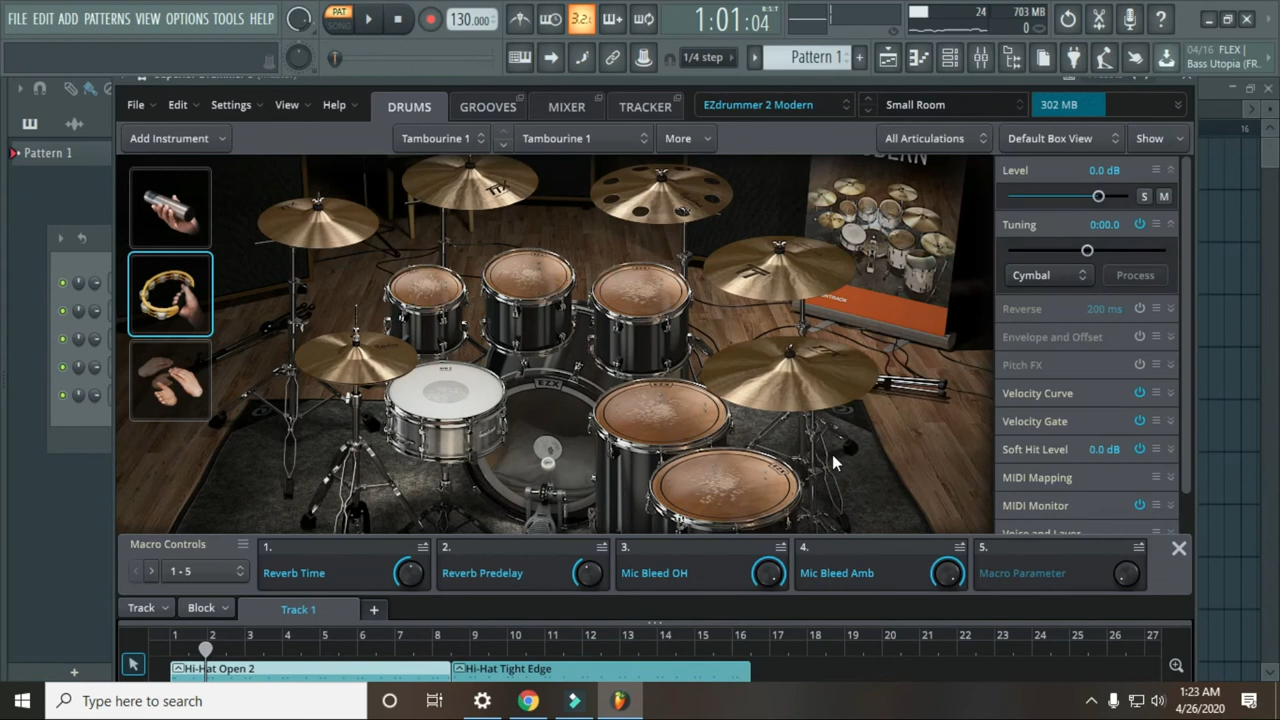 FILE EDIT ADD PATTERNS VIEW OPTIONS TOOLS HELP
PAT
SONG
130.000
3.2.
1:01:04
B:S:T
24
703 MB
0
1/4 step
Pattern 1
04/16 FLEX |
Bass Utopia (FR..
File Edit Settings View Help
DRUMS
GROOVES
MIXER
TRACKER
EZdrummer 2 Modern
Small Room
302 MB
16
Pattern 1
Add Instrument
Tambourine 1
Tambourine 1
More
All Articulations
Default Box View
Show
Level 0.0 dB
S M
Tuning 0:00.0
Cymbal
Process
Reverse 200 ms
Envelope and Offset
Pitch FX
Velocity Curve
Velocity Gate
Soft Hit Level 0.0 dB
MIDI Mapping
MIDI Monitor
EZX
Macro Controls
1 - 5
1.
Reverb Time
2.
Reverb Predelay
3.
Mic Bleed OH
4.
Mic Bleed Amb
5.
Macro Parameter
Track
Block
Track 1
+
1 2 3 4 5 6 7 8 9 10 11 12 13 14 15 16 17 18 19 20 21 22 23 24 25 26 27
Hi-Hat Open 2
Hi-Hat Tight Edge
Type here to search
1:23 AM
4/26/2020